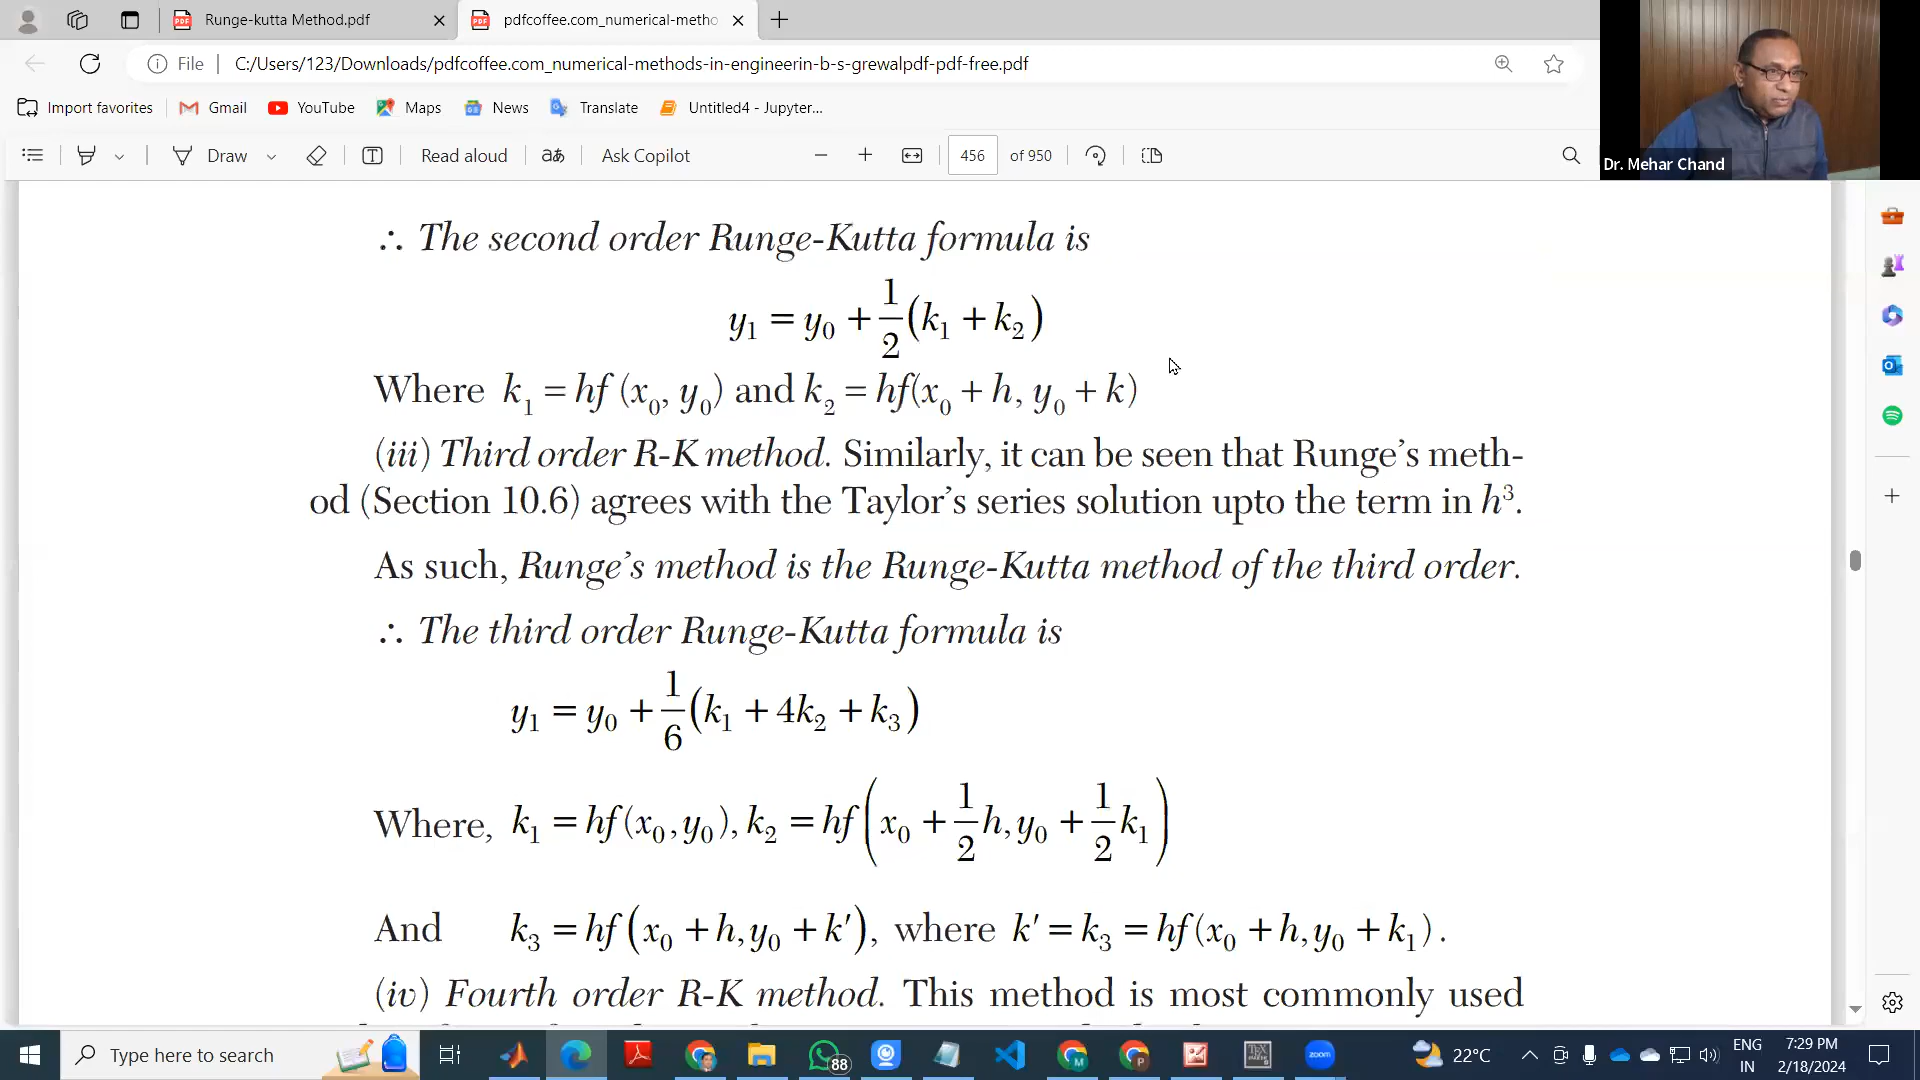 Runge-kutta Method.pdf
pdfcoffee.com_numerical-metho
File
C:/Users/123/Downloads/pdfcoffee.com_numerical-methods-in-engineerin-b-s-grewalpdf-pdf-free.pdf
Import favorites
Gmail
YouTube
Maps
News
Translate
Untitled4 - Jupyter...
Draw
Read aloud
Ask Copilot
456 of 950
Dr. Mehar Chand
∴ The second order Runge-Kutta formula is
y₁ = y₀ + 1/2 (k₁ + k₂)
Where k₁ = hf (x₀, y₀) and k₂ = hf(x₀ + h, y₀ + k)
(iii) Third order R-K method. Similarly, it can be seen that Runge’s meth-
od (Section 10.6) agrees with the Taylor’s series solution upto the term in h³.
As such, Runge’s method is the Runge-Kutta method of the third order.
∴ The third order Runge-Kutta formula is
y₁ = y₀ + 1/6 (k₁ + 4k₂ + k₃)
Where, k₁ = hf(x₀, y₀), k₂ = hf(x₀ + 1/2 h, y₀ + 1/2 k₁)
And k₃ = hf(x₀ + h, y₀ + k′), where k′ = k₃ = hf(x₀ + h, y₀ + k₁).
(iv) Fourth order R-K method. This method is most commonly used
Type here to search
88
zoom
22°C
ENG
IN
7:29 PM
2/18/2024